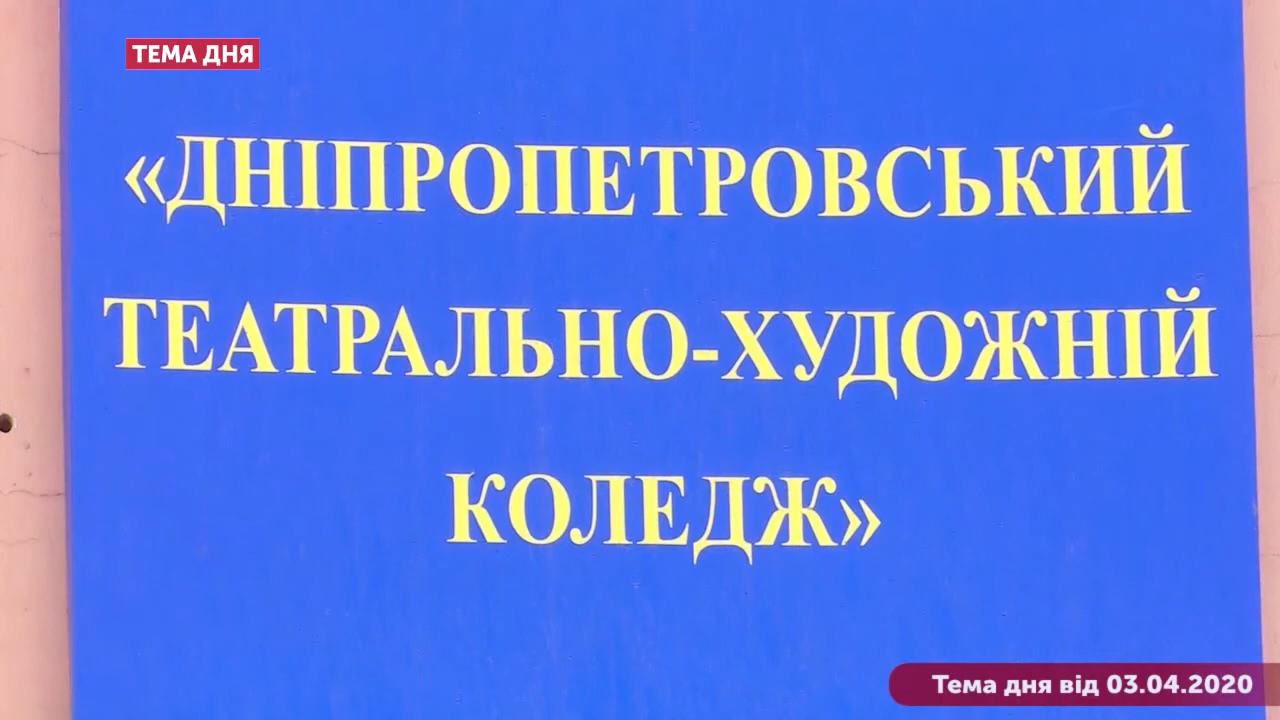 ТЕМА ДНЯ
«ДНІПРОПЕТРОВСЬКИЙ
ТЕАТРАЛЬНО-ХУДОЖНІЙ
КОЛЕДЖ»
Тема дня від 03.04.2020